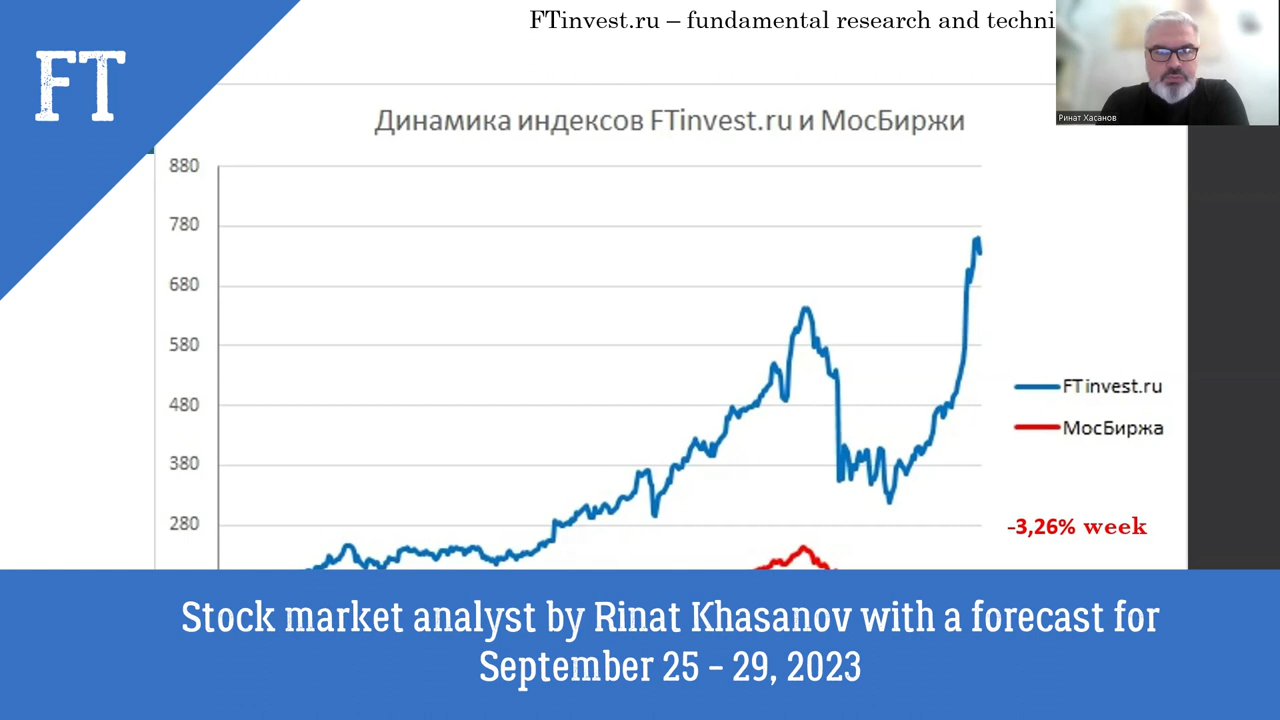 FTinvest.ru – fundamental research and techni
FT
Ринат Хасанов
Динамика индексов FTinvest.ru и МосБиржи
880
780
680
580
480
380
280
FTinvest.ru
МосБиржа
-3,26% week
Stock market analyst by Rinat Khasanov with a forecast for
September 25 – 29, 2023